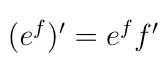 (e^f)' = e^f f'